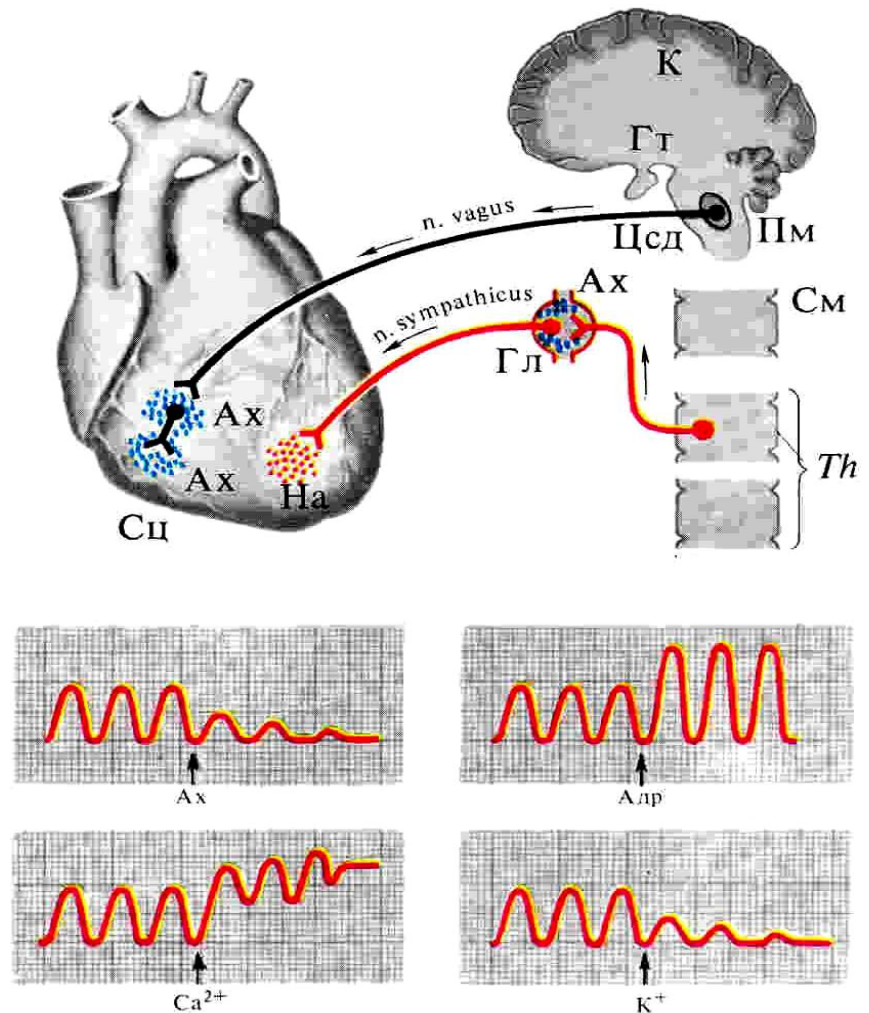 К
Гт
n. vagus
Цсд
Пм
Ах
См
n. sympathicus
Гл
Ах
Ах
На
Th
Сц
Ах
Адр
Ca2+
K+